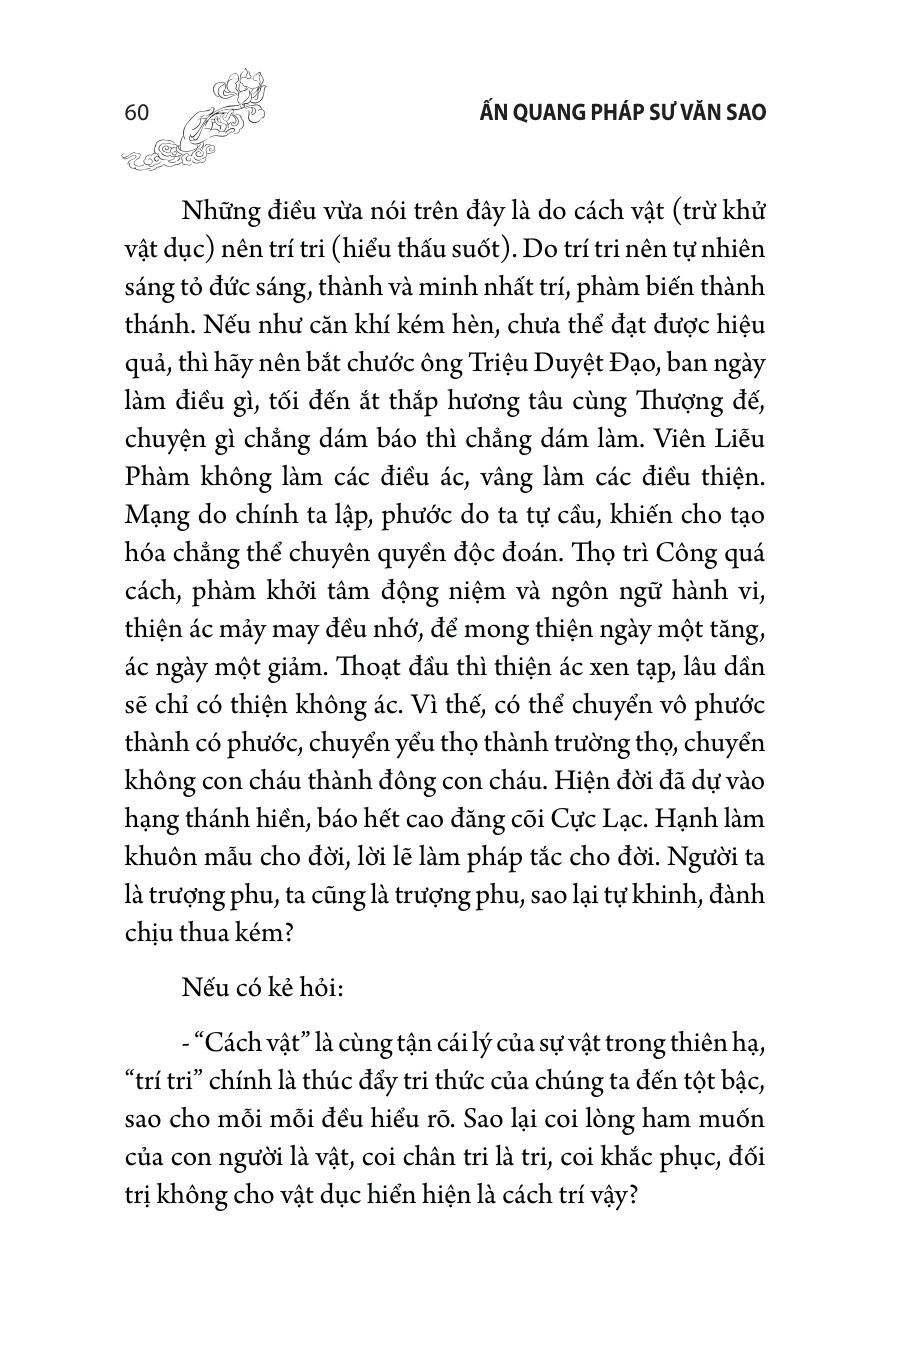 60
ẤN QUANG PHÁP SƯ VĂN SAO
Những điều vừa nói trên đây là do cách vật (trừ khử
vật dục) nên trí tri (hiểu thấu suốt). Do trí tri nên tự nhiên
sáng tỏ đức sáng, thành và minh nhất trí, phàm biến thành
thánh. Nếu như căn khí kém hèn, chưa thể đạt được hiệu
quả, thì hãy nên bắt chước ông Triệu Duyệt Đạo, ban ngày
làm điều gì, tối đến ắt thắp hương tâu cùng Thượng đế,
chuyện gì chẳng dám báo thì chẳng dám làm. Viên Liễu
Phàm không làm các điều ác, vâng làm các điều thiện.
Mạng do chính ta lập, phước do ta tự cầu, khiến cho tạo
hóa chẳng thể chuyên quyền độc đoán. Thọ trì Công quá
cách, phàm khởi tâm động niệm và ngôn ngữ hành vi,
thiện ác mảy may đều nhớ, để mong thiện ngày một tăng,
ác ngày một giảm. Thoạt đầu thì thiện ác xen tạp, lâu dần
sẽ chỉ có thiện không ác. Vì thế, có thể chuyển vô phước
thành có phước, chuyển yểu thọ thành trường thọ, chuyển
không con cháu thành đông con cháu. Hiện đời đã dự vào
hạng thánh hiền, báo hết cao đăng cõi Cực Lạc. Hạnh làm
khuôn mẫu cho đời, lời lẽ làm pháp tắc cho đời. Người ta
là trượng phu, ta cũng là trượng phu, sao lại tự khinh, đành
chịu thua kém?
Nếu có kẻ hỏi:
- “Cách vật” là cùng tận cái lý của sự vật trong thiên hạ,
“trí tri” chính là thúc đẩy tri thức của chúng ta đến tột bậc,
sao cho mỗi mỗi đều hiểu rõ. Sao lại coi lòng ham muốn
của con người là vật, coi chân tri là tri, coi khắc phục, đối
trị không cho vật dục hiển hiện là cách trí vậy?